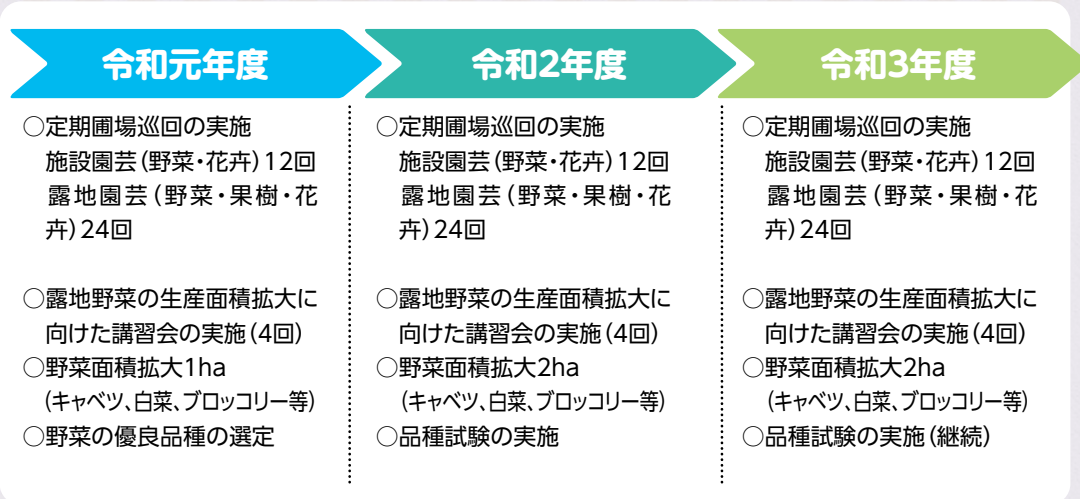 令和元年度
○定期圃場巡回の実施
施設園芸(野菜・花卉)12回
露地園芸(野菜・果樹・花
卉)24回
○露地野菜の生産面積拡大に
向けた講習会の実施(4回)
○野菜面積拡大1ha
(キャベツ、白菜、ブロッコリー等)
○野菜の優良品種の選定
令和2年度
○定期圃場巡回の実施
施設園芸(野菜・花卉)12回
露地園芸(野菜・果樹・花
卉)24回
○露地野菜の生産面積拡大に
向けた講習会の実施(4回)
○野菜面積拡大2ha
(キャベツ、白菜、ブロッコリー等)
○品種試験の実施
令和3年度
○定期圃場巡回の実施
施設園芸(野菜・花卉)12回
露地園芸(野菜・果樹・花
卉)24回
○露地野菜の生産面積拡大に
向けた講習会の実施(4回)
○野菜面積拡大2ha
(キャベツ、白菜、ブロッコリー等)
○品種試験の実施(継続)